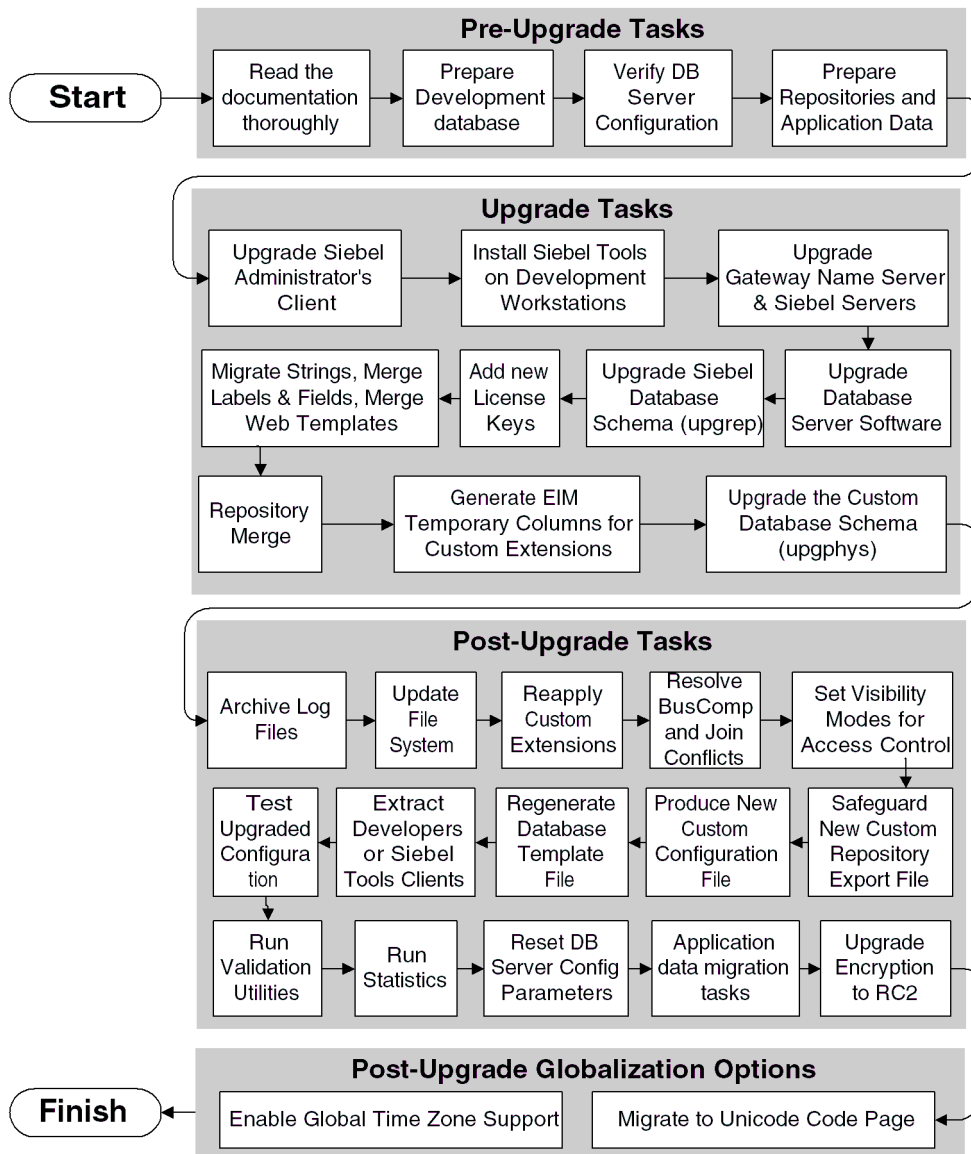 Pre-Upgrade Tasks
Start
Read the
documentation
thoroughly
Prepare
Development
database
Verify DB
Server
Configuration
Prepare
Repositories and
Application Data
Upgrade Tasks
Upgrade Siebel
Administrator's
Client
Install Siebel Tools
on Development
Workstations
Upgrade
Gateway Name Server
& Siebel Servers
Migrate Strings, Merge
Labels & Fields, Merge
Web Templates
Add new
License
Keys
Upgrade Siebel
Database
Schema (upgrep)
Upgrade
Database
Server Software
Repository
Merge
Generate EIM
Temporary Columns for
Custom Extensions
Upgrade the Custom
Database Schema
(upgphys)
Post-Upgrade Tasks
Archive Log
Files
Update
File
System
Reapply
Custom
Extensions
Resolve
BusComp
and Join
Conflicts
Set Visibility
Modes for
Access Control
Test
Upgraded
Configura
tion
Extract
Developers
or Siebel
Tools Clients
Regenerate
Database
Template
File
Produce New
Custom
Configuration
File
Safeguard
New Custom
Repository
Export File
Run
Validation
Utilities
Run
Statistics
Reset DB
Server Config
Parameters
Application
data migration
tasks
Upgrade
Encryption
to RC2
Post-Upgrade Globalization Options
Finish
Enable Global Time Zone Support
Migrate to Unicode Code Page